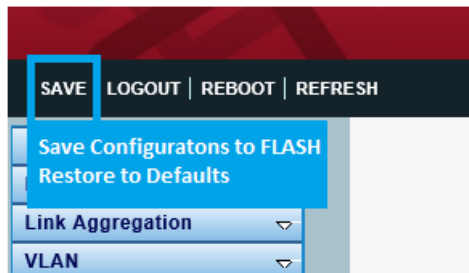 SAVE LOGOUT | REBOOT | REFRESH
Save Configuratons to FLASH
Restore to Defaults
Link Aggregation
VLAN